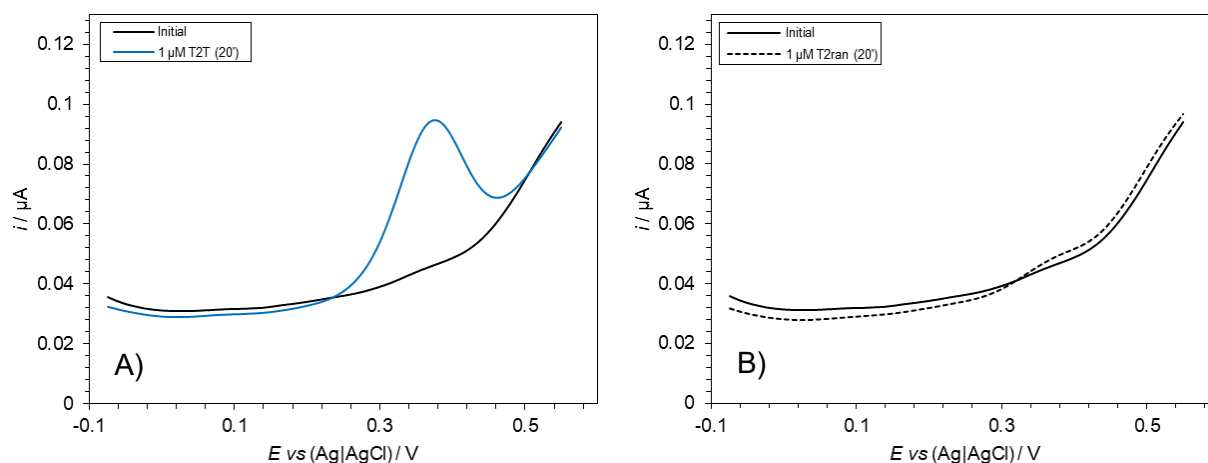 Initial
1 µM T2T (20')
0.12
0.1
0.08
0.06
0.04
0.02
0
i / µA
A)
-0.1
0.1
0.3
0.5
E vs (Ag|AgCl) / V
Initial
1 µM T2ran (20')
0.12
0.1
0.08
0.06
0.04
0.02
0
i / µA
B)
-0.1
0.1
0.3
0.5
E vs (Ag|AgCl) / V